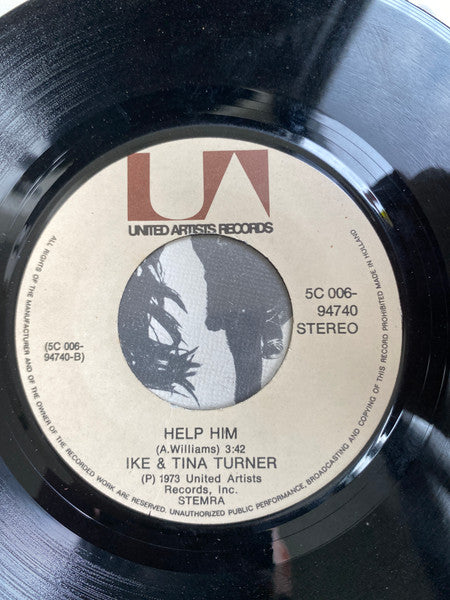 UA
UNITED ARTISTS RECORDS
5C 006-
94740
STEREO
(5C 006-
94740-B)
HELP HIM
(A.Williams) 3:42
IKE & TINA TURNER
(P) 1973 United Artists
Records, Inc.
STEMRA
ALL RIGHTS OF THE MANUFACTURER AND OF THE OWNER OF THE RECORDED WORK ARE RESERVED. UNAUTHORIZED PUBLIC PERFORMANCE, BROADCASTING AND COPYING OF THIS RECORD PROHIBITED MADE IN HOLLAND